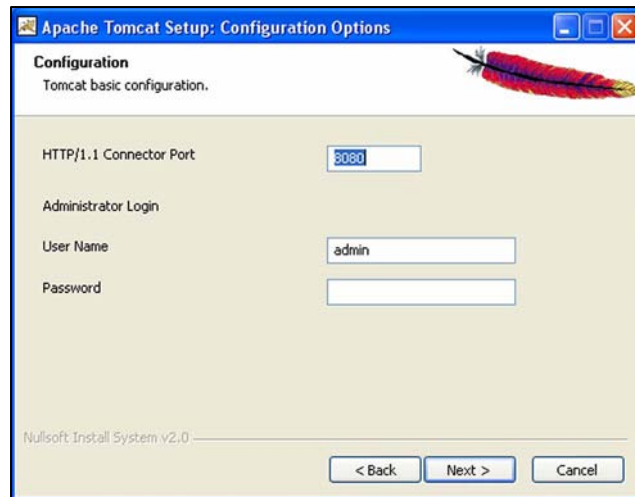 Apache Tomcat Setup: Configuration Options
Configuration
Tomcat basic configuration.
HTTP/1.1 Connector Port
8080
Administrator Login
User Name
admin
Password
Nullsoft Install System v2.0
< Back
Next >
Cancel